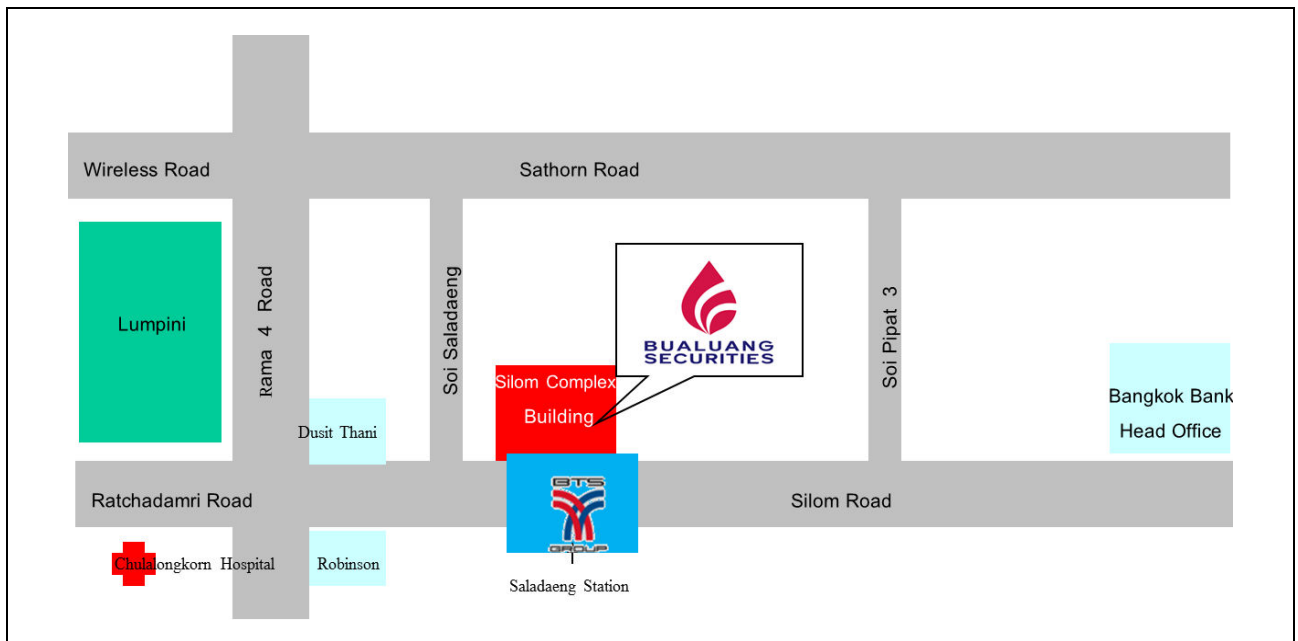 Wireless Road
Sathorn Road
Lumpini
Rama 4 Road
Soi Saladaeng
BUALUANG
SECURITIES
Soi Pipat 3
Silom Complex
Building
Dusit Thani
Bangkok Bank
Head Office
Ratchadamri Road
BTS
GROUP
Silom Road
Chulalongkorn Hospital
Robinson
Saladaeng Station